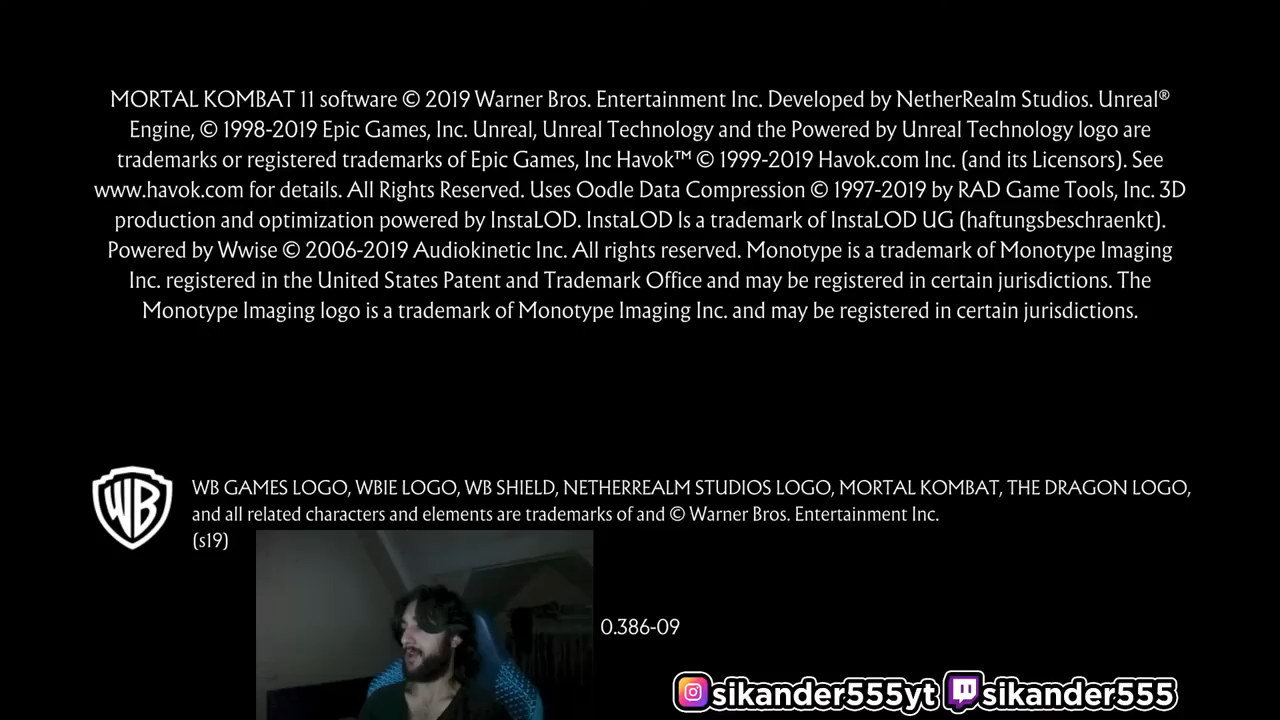 MORTAL KOMBAT 11 software © 2019 Warner Bros. Entertainment Inc. Developed by NetherRealm Studios. Unreal®
Engine, © 1998-2019 Epic Games, Inc. Unreal, Unreal Technology and the Powered by Unreal Technology logo are
trademarks or registered trademarks of Epic Games, Inc Havok™ © 1999-2019 Havok.com Inc. (and its Licensors). See
www.havok.com for details. All Rights Reserved. Uses Oodle Data Compression © 1997-2019 by RAD Game Tools, Inc. 3D
production and optimization powered by InstaLOD. InstaLOD Is a trademark of InstaLOD UG (haftungsbeschraenkt).
Powered by Wwise © 2006-2019 Audiokinetic Inc. All rights reserved. Monotype is a trademark of Monotype Imaging
Inc. registered in the United States Patent and Trademark Office and may be registered in certain jurisdictions. The
Monotype Imaging logo is a trademark of Monotype Imaging Inc. and may be registered in certain jurisdictions.
WB
WB GAMES LOGO, WBIE LOGO, WB SHIELD, NETHERREALM STUDIOS LOGO, MORTAL KOMBAT, THE DRAGON LOGO,
and all related characters and elements are trademarks of and © Warner Bros. Entertainment Inc.
(s19)
0.386-09
sikander555yt sikander555